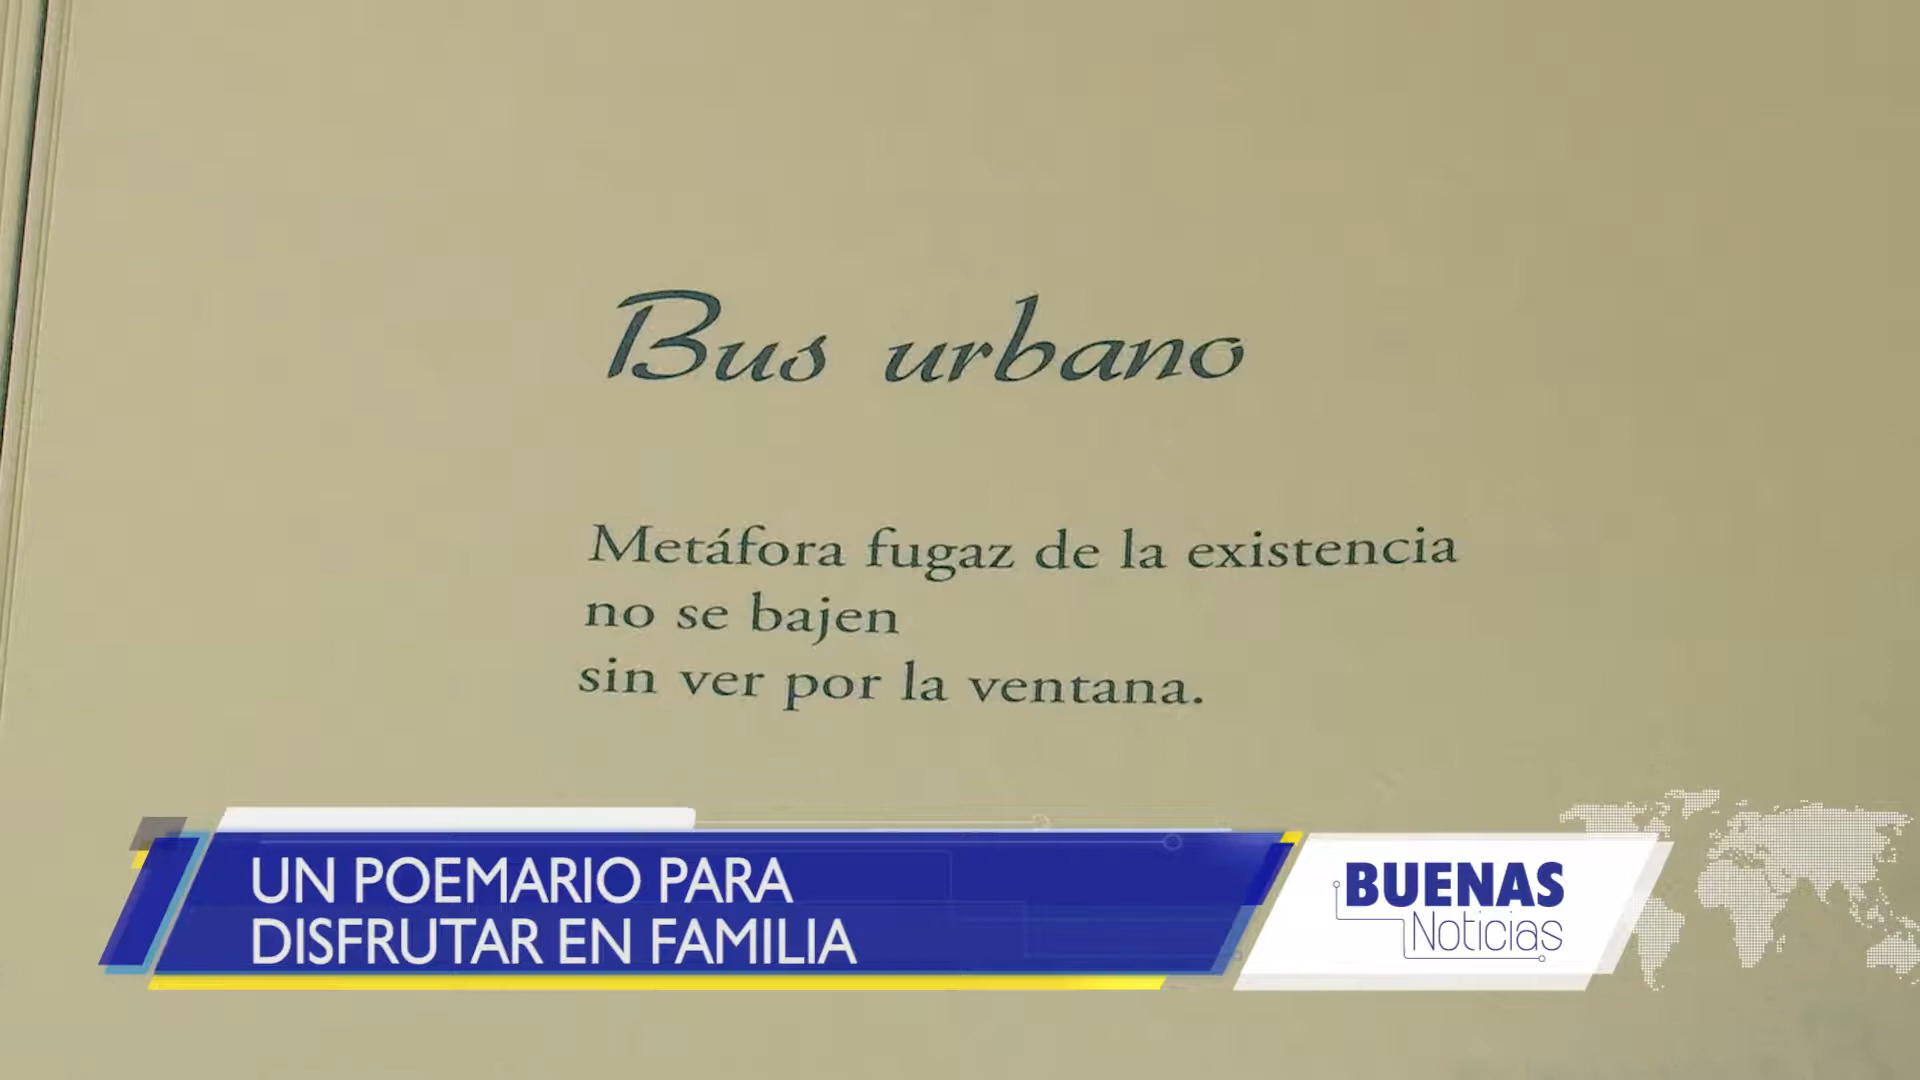 Bus urbano
Metáfora fugaz de la existencia
no se bajen
sin ver por la ventana.
UN POEMARIO PARA
DISFRUTAR EN FAMILIA
BUENAS
Noticias